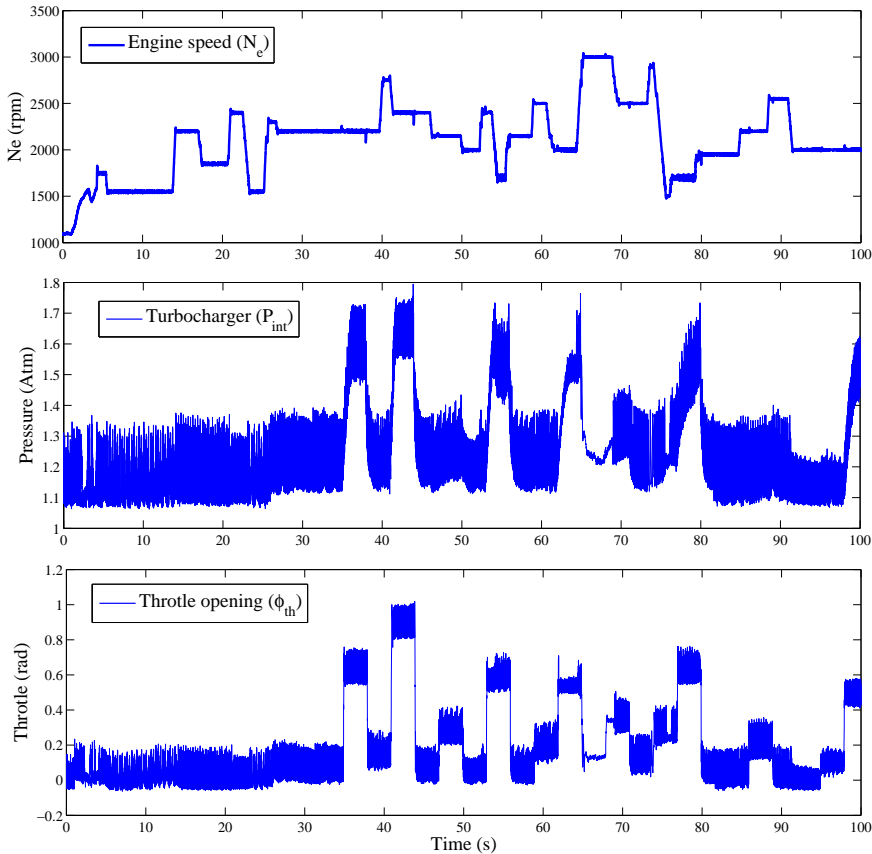 Engine speed (N_e)
Ne (rpm)
3500
3000
2500
2000
1500
1000
0 10 20 30 40 50 60 70 80 90 100
Turbocharger (P_int)
Pressure (Atm)
1.8
1.7
1.6
1.5
1.4
1.3
1.2
1.1
1
0 10 20 30 40 50 60 70 80 90 100
Throtle opening (ϕ_th)
Throtle (rad)
1.2
1
0.8
0.6
0.4
0.2
0
−0.2
0 10 20 30 40 50 60 70 80 90 100
Time (s)